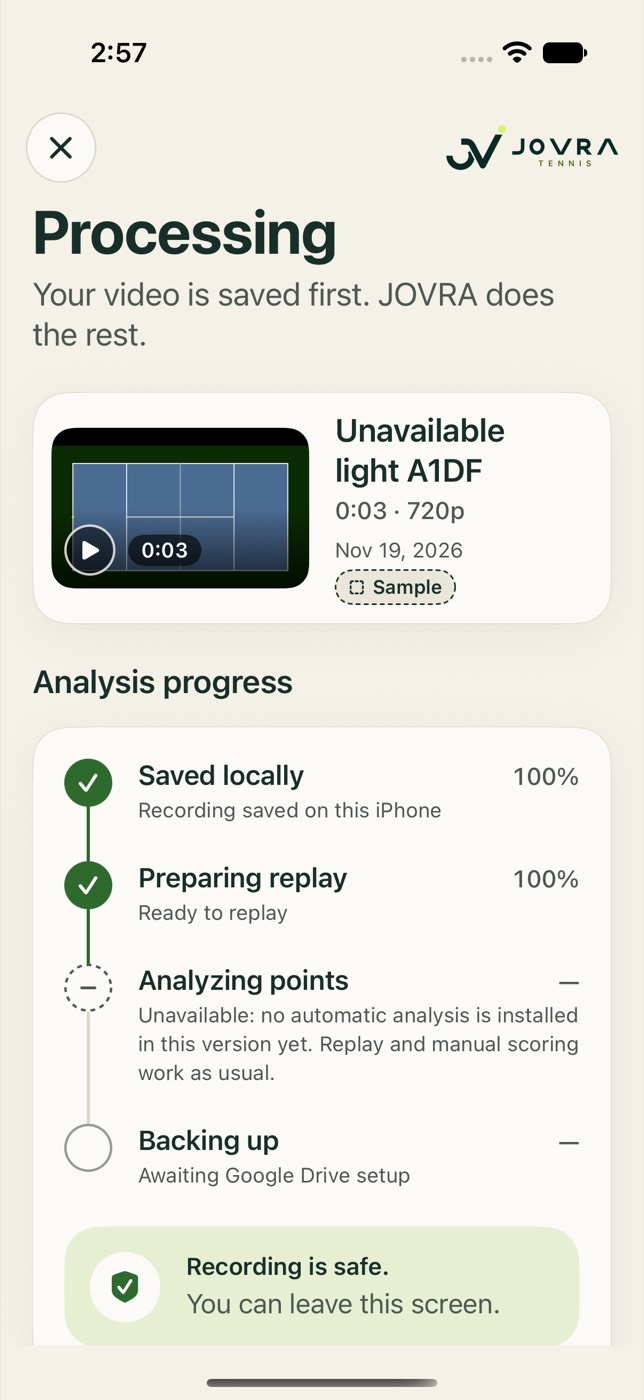 2:57
JOVRA
TENNIS
Processing
Your video is saved first. JOVRA does
the rest.
Unavailable
light A1DF
0:03 · 720p
0:03
Nov 19, 2026
Sample
Analysis progress
Saved locally 100%
Recording saved on this iPhone
Preparing replay 100%
Ready to replay
Analyzing points —
Unavailable: no automatic analysis is installed
in this version yet. Replay and manual scoring
work as usual.
Backing up —
Awaiting Google Drive setup
Recording is safe.
You can leave this screen.